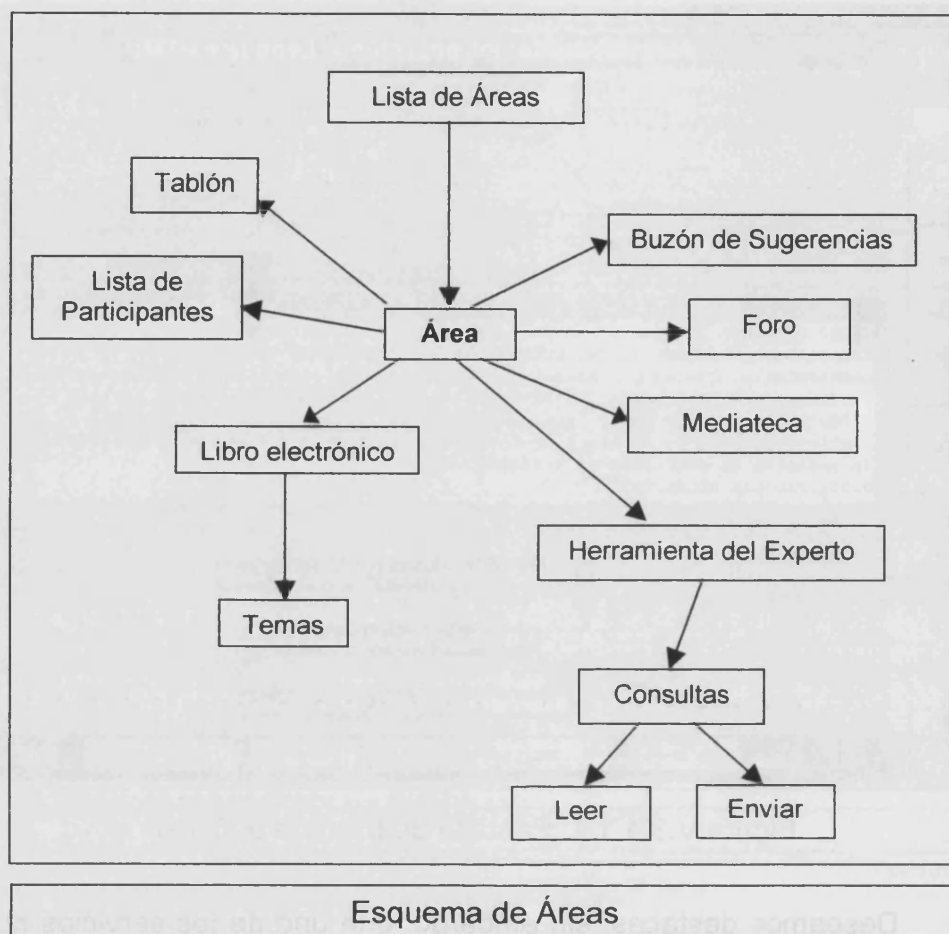 Lista de Áreas
Tablón
Buzón de Sugerencias
Lista de
Participantes
Área
Foro
Mediateca
Libro electrónico
Herramienta del Experto
Temas
Consultas
Leer
Enviar
Esquema de Áreas